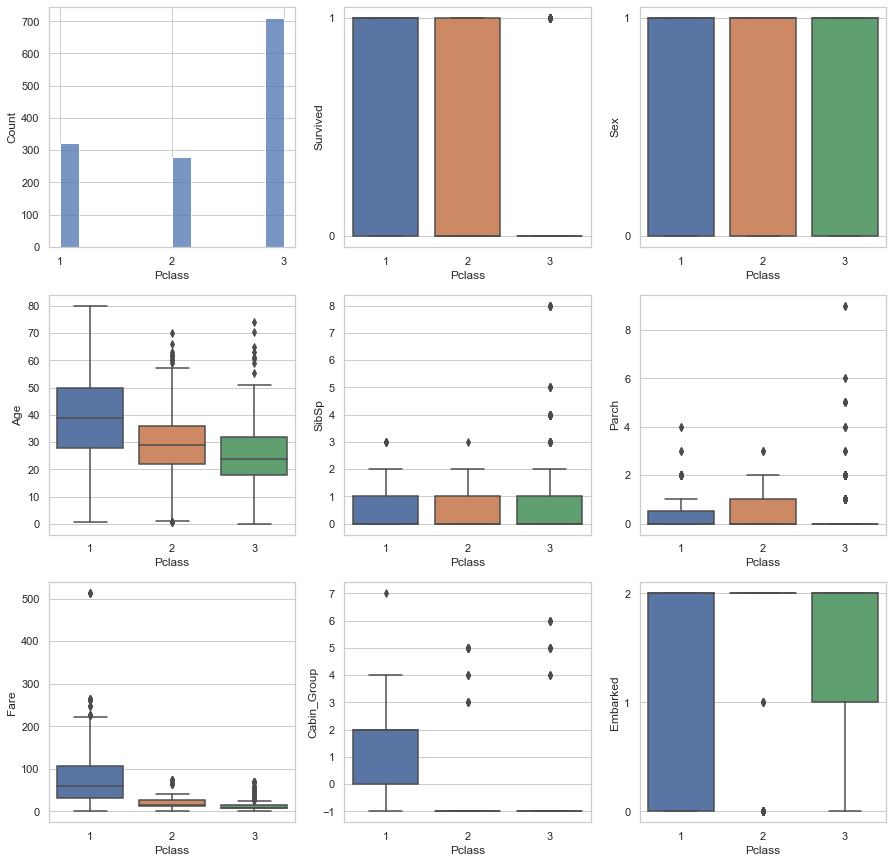 700
600
500
400
300
200
100
0
Count
1 2 3
Pclass
1
0
Survived
1 2 3
Pclass
1
0
Sex
1 2 3
Pclass
80
70
60
50
40
30
20
10
0
Age
1 2 3
Pclass
8
7
6
5
4
3
2
1
0
SibSp
1 2 3
Pclass
8
6
4
2
0
Parch
1 2 3
Pclass
500
400
300
200
100
0
Fare
1 2 3
Pclass
7
6
5
4
3
2
1
0
−1
Cabin_Group
1 2 3
Pclass
2
1
0
Embarked
1 2 3
Pclass